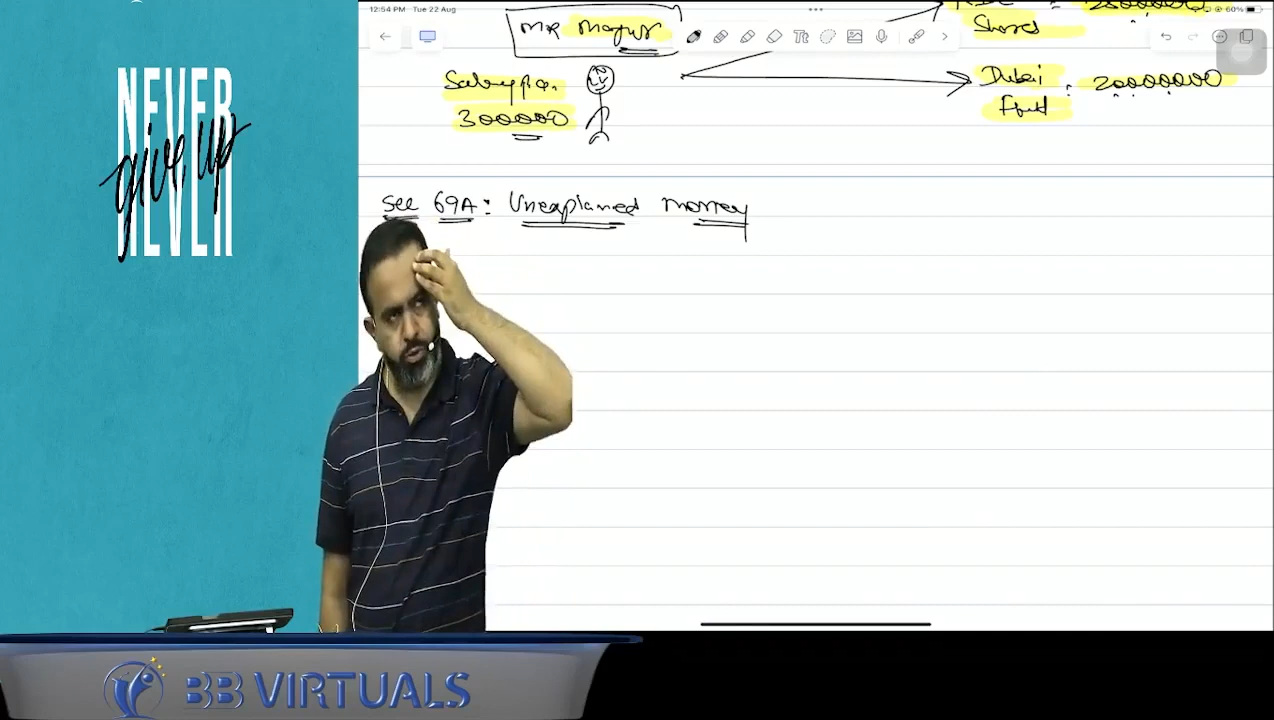 12:54 PM Tue 22 Aug
60%
Shares
MR Mayur
Salary p.a.
300000
Dubai : 20000000
Flat
Sec 69A: Unexplained money
NEVER
give up
NEVER
BB VIRTUALS